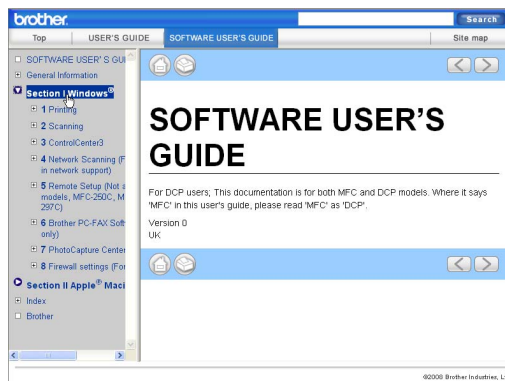 brother.
Search
Top
USER'S GUIDE
SOFTWARE USER'S GUIDE
Site map
SOFTWARE USER' S GUI
General Information
Section I Windows®
1 Printing
2 Scanning
3 ControlCenter3
4 Network Scanning (F
in network support)
5 Remote Setup (Not a
models, MFC-250C, M
297C)
6 Brother PC-FAX Soft
only)
7 PhotoCapture Center
8 Firewall settings (For
Section II Apple® Maci
Index
Brother
SOFTWARE USER'S
GUIDE
For DCP users; This documentation is for both MFC and DCP models. Where it says
'MFC' in this user's guide, please read 'MFC' as 'DCP'.
Version 0
UK
©2008 Brother Industries, L